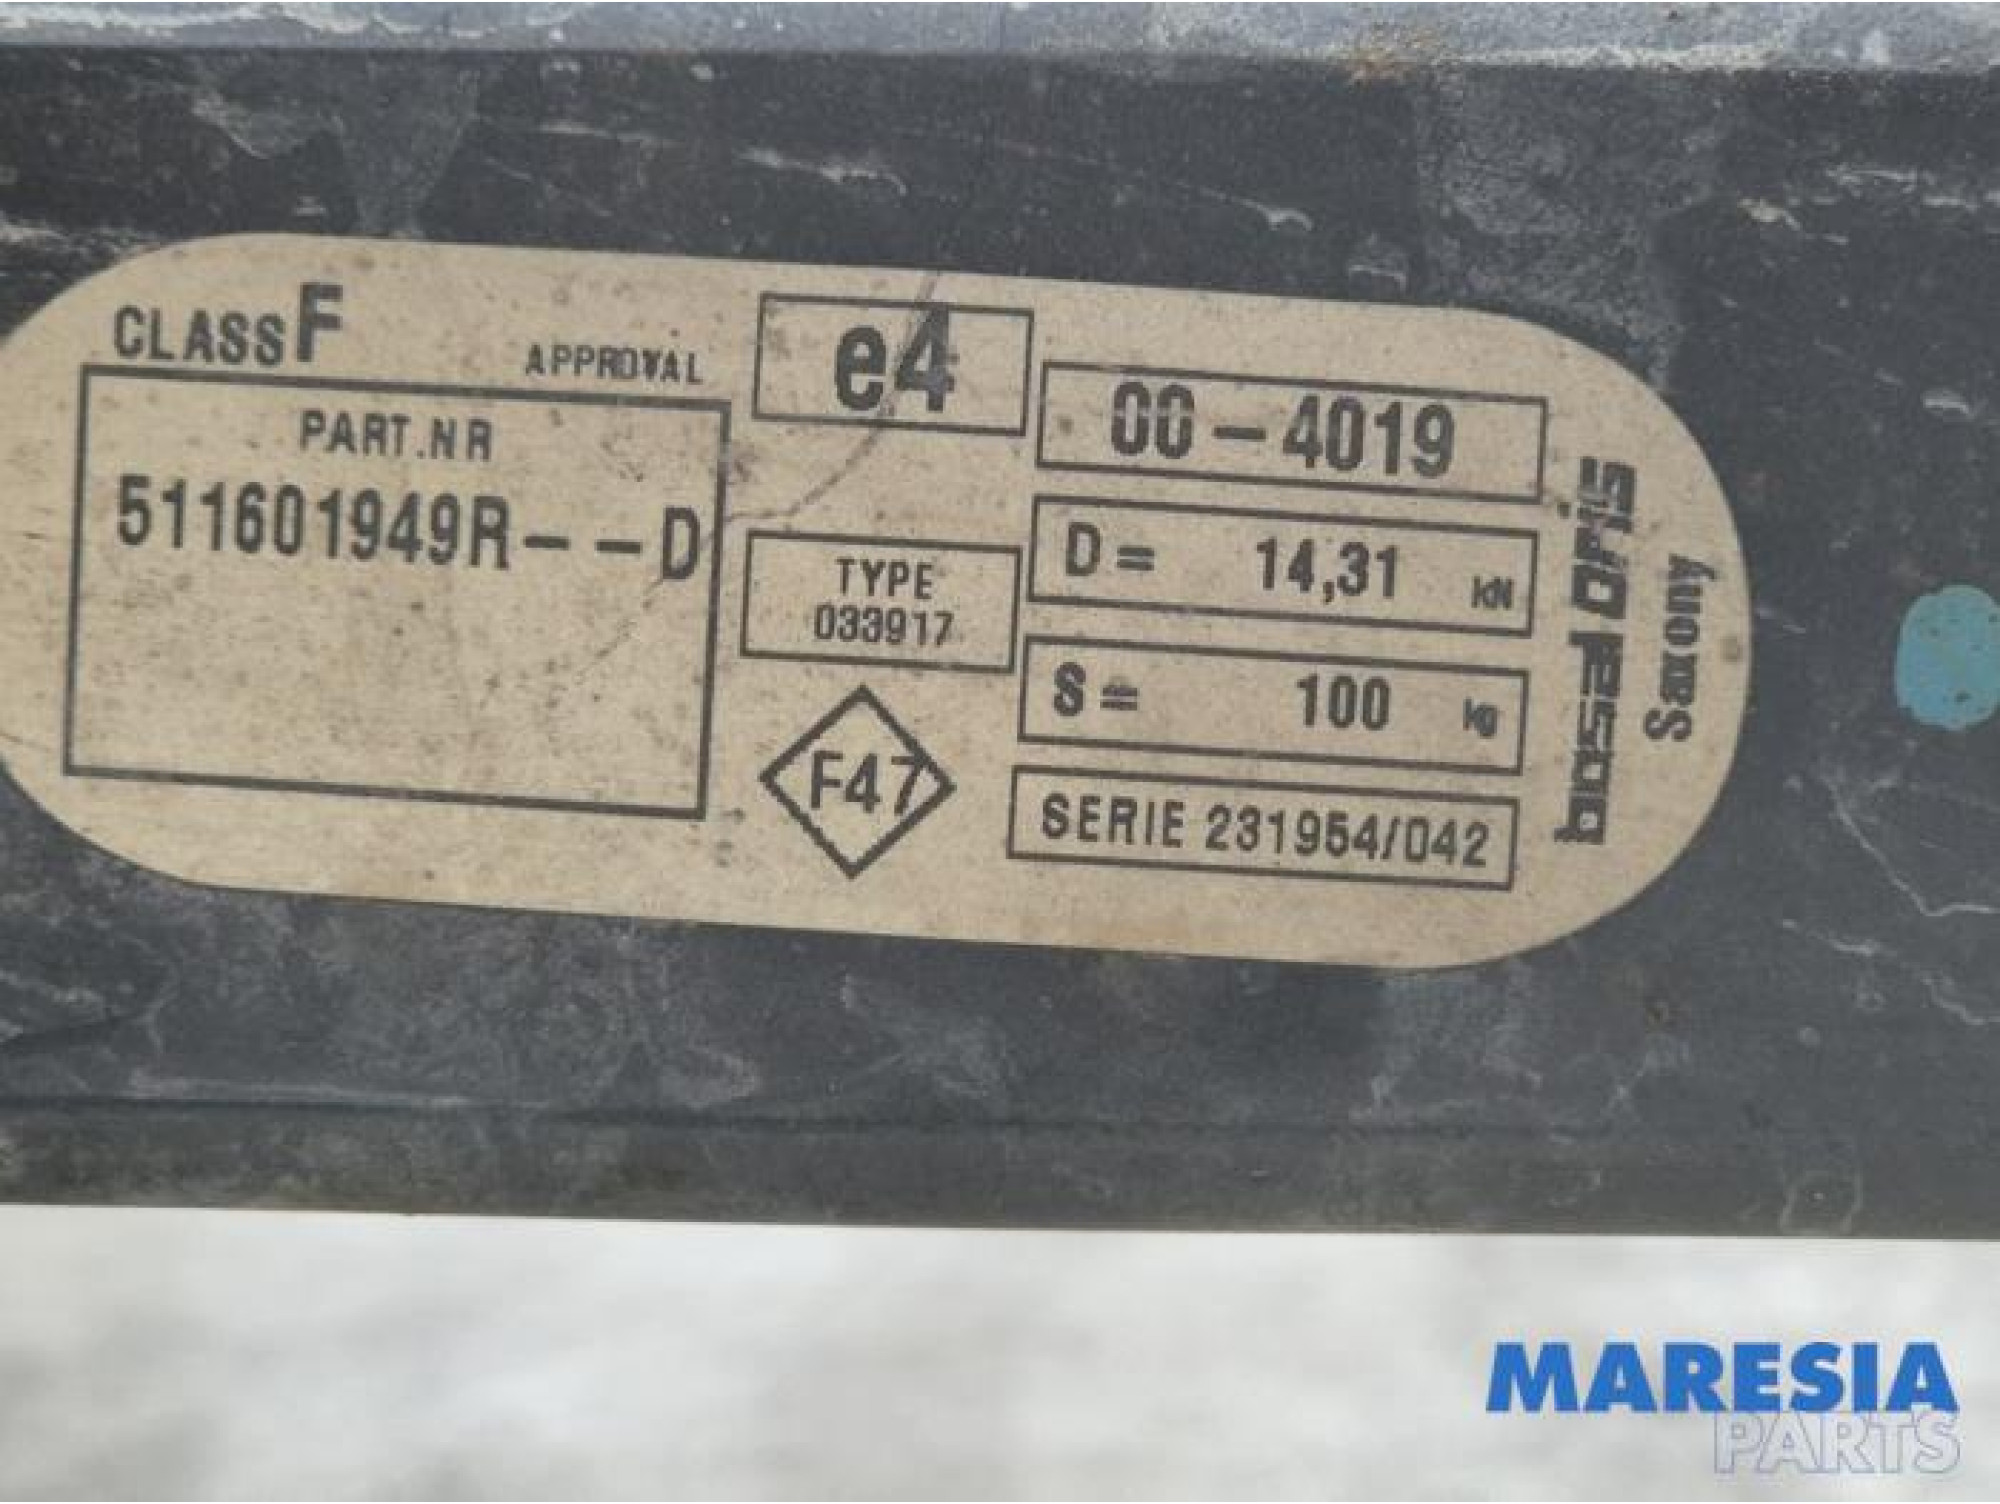 CLASS F
APPROVAL
e4
00-4019
PART.NR
511601949R---D
TYPE
033917
D= 14,31 kN
S= 100 kg
F47
SERIE 231954/042
bosal oris
Saxony
MARESIA
PARTS